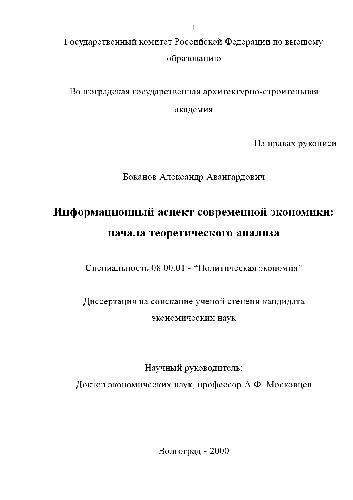 1
Государственный комитет Российской Федерации по высшему
образованию
Волгоградская государственная архитектурно-строительная
академия
На правах рукописи
Боканов Александр Авангардович
Информационный аспект современной экономики:
начала теоретического анализа
Специальность 08.00.01 - "Политическая экономия"
Диссертация на соискание ученой степени кандидата
экономических наук
Научный руководитель:
Доктор экономических наук, профессор А.Ф. Московцев
Волгоград - 2000